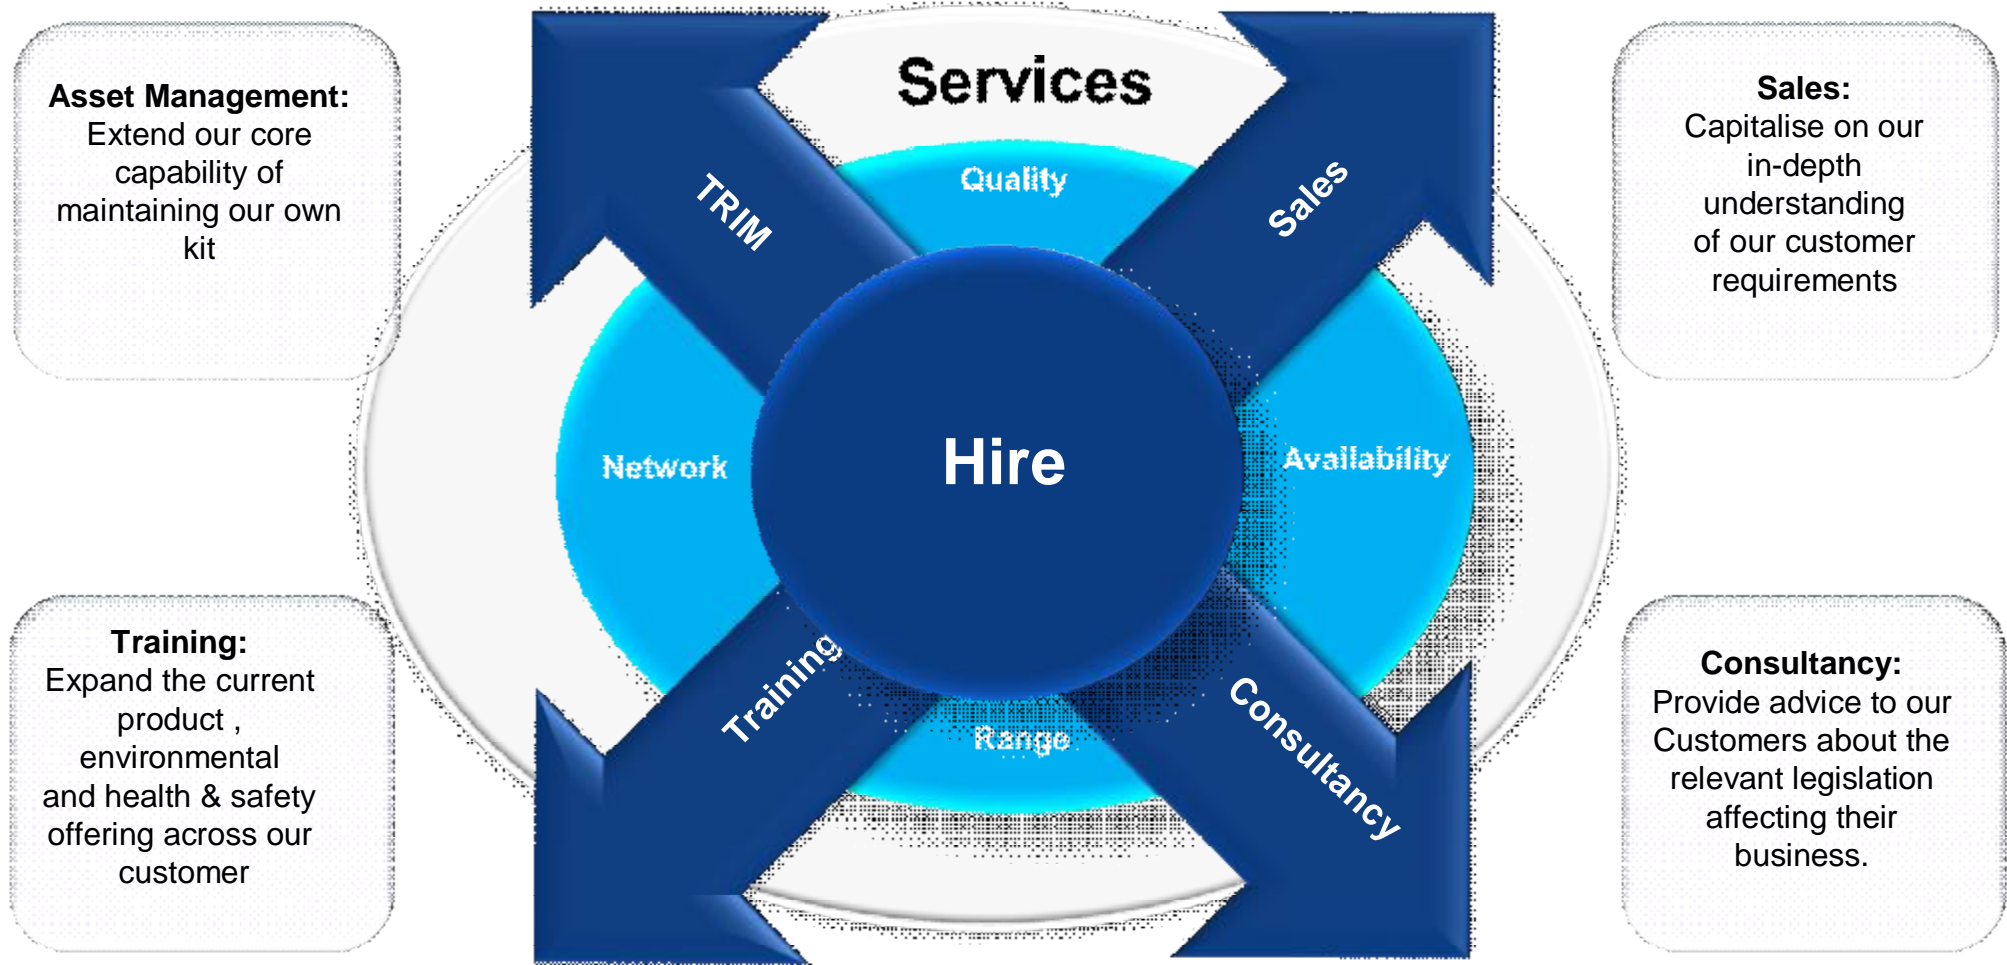 Asset Management:
Extend our core
capability of
maintaining our own
kit
Services
Sales:
Capitalise on our
in-depth
understanding
of our customer
requirements
TRIM
Quality
Sales
Network
Hire
Availability
Training
Range
Consultancy
Training:
Expand the current
product ,
environmental
and health & safety
offering across our
customer
Consultancy:
Provide advice to our
Customers about the
relevant legislation
affecting their
business.